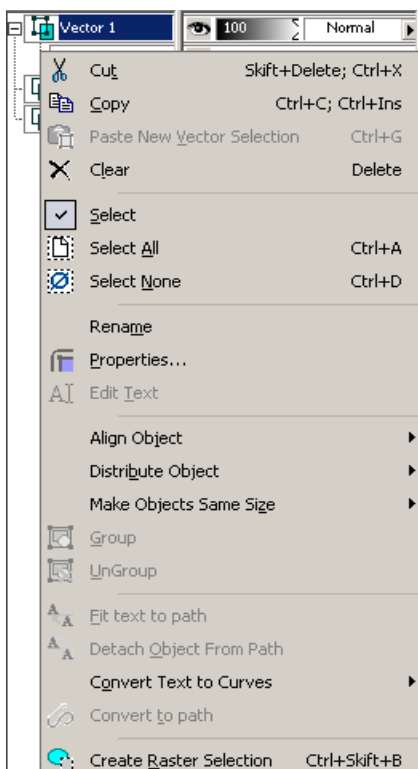 Vector 1 100 Normal
Cut Skift+Delete; Ctrl+X
Copy Ctrl+C; Ctrl+Ins
Paste New Vector Selection Ctrl+G
Clear Delete
Select
Select All Ctrl+A
Select None Ctrl+D
Rename
Properties...
Edit Text
Align Object
Distribute Object
Make Objects Same Size
Group
UnGroup
Fit text to path
Detach Object From Path
Convert Text to Curves
Convert to path
Create Raster Selection Ctrl+Skift+B